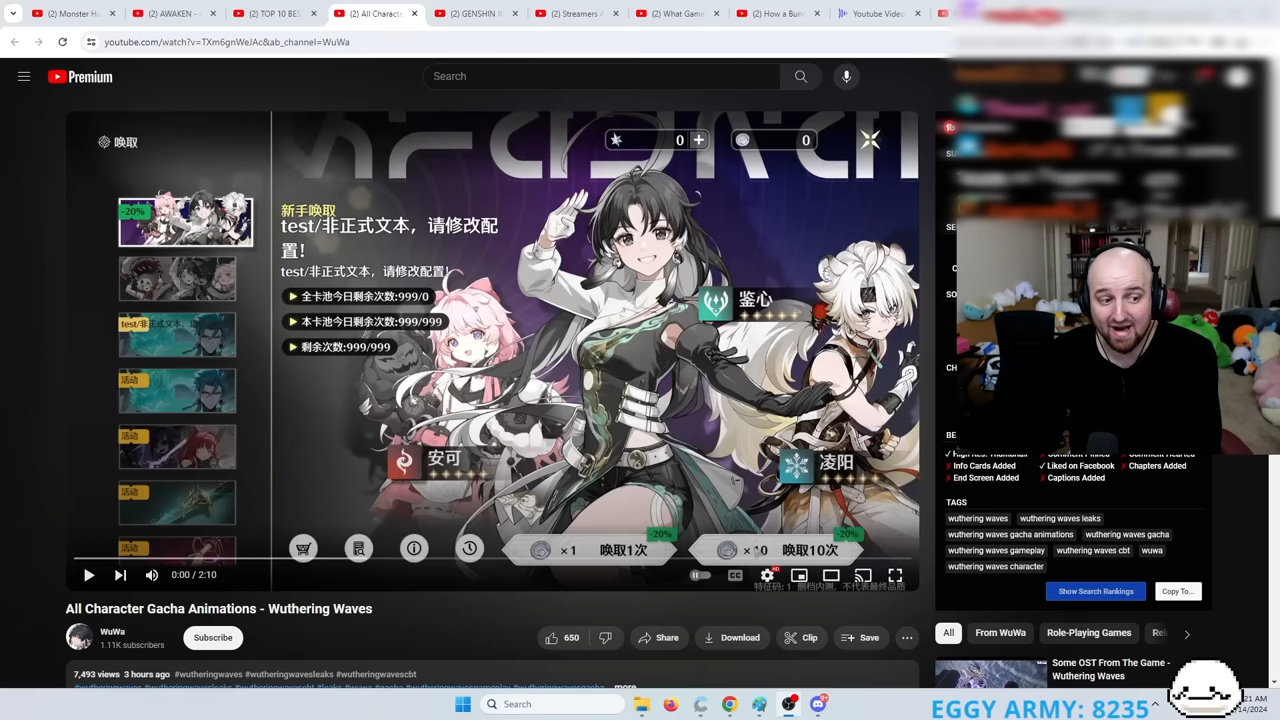 (2) Monster Hu
(2) AWAKEN -
(2) TOP 10 BES
(2) All Characte
(2) GENSHIN I
(2) Streamers
(2) What Game
(2) How a Bunn
Youtube Video
youtube.com/watch?v=TXm6gnWeJAc&ab_channel=WuWa
Premium
Search
唤取
0
0
-20%
新手唤取
test/非正式文本，请修改配
置!
test/非正式文本，请修改配置!
全卡池今日剩余次数:999/0
本卡池今日剩余次数:999/999
剩余次数:999/999
鉴心
安可
凌阳
活动
活动
活动
活动
-20%
-20%
×1 唤取1次
×10 唤取10次
0:00 / 2:10
All Character Gacha Animations - Wuthering Waves
WuWa
1.11K subscribers
Subscribe
650
Share
Download
Clip
Save
7,493 views 3 hours ago #wutheringwaves #wutheringwavesleaks #wutheringwavescbt
SU
SE
SO
CH
BE
Info Cards Added
Liked on Facebook
Chapters Added
End Screen Added
Captions Added
TAGS
wuthering waves
wuthering waves leaks
wuthering waves gacha animations
wuthering waves gacha
wuthering waves gameplay
wuthering waves cbt
wuwa
wuthering waves character
Show Search Rankings
Copy To...
All
From WuWa
Role-Playing Games
Some OST From The Game -
Wuthering Waves
Search
EGGY ARMY: 8235